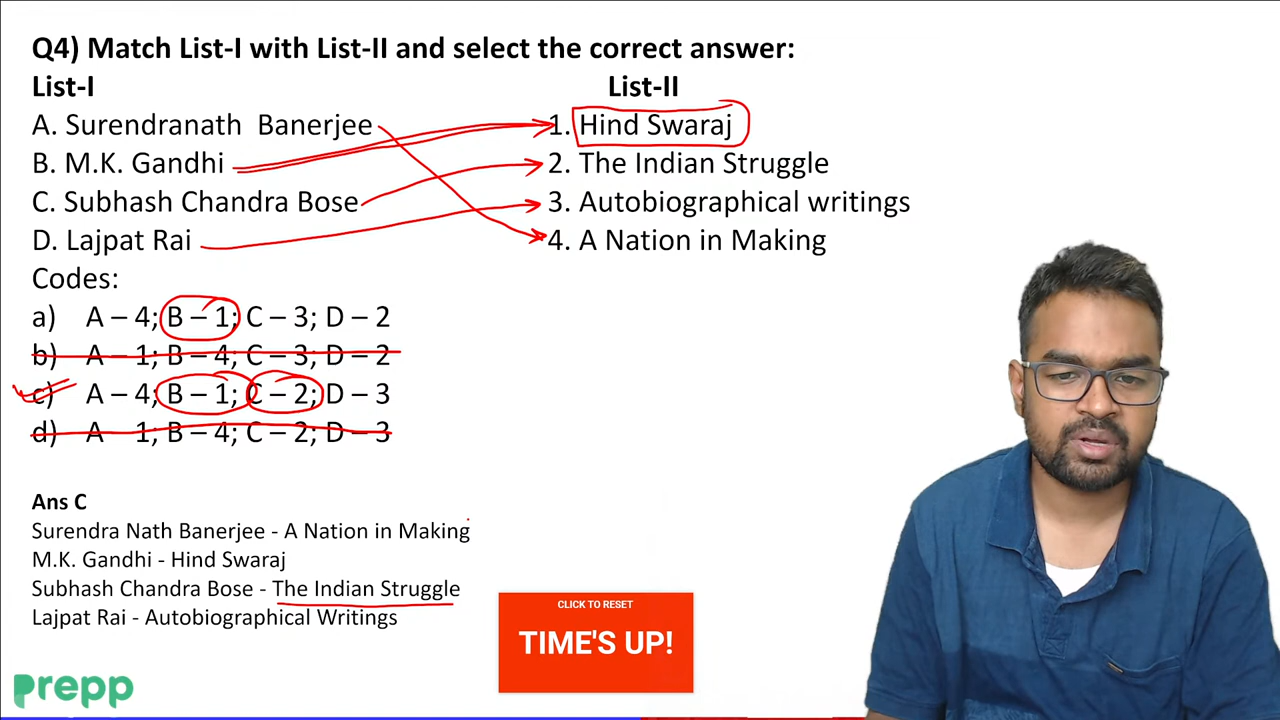 Q4) Match List-I with List-II and select the correct answer:
List-I List-II
A. Surendranath Banerjee 1. Hind Swaraj
B. M.K. Gandhi 2. The Indian Struggle
C. Subhash Chandra Bose 3. Autobiographical writings
D. Lajpat Rai 4. A Nation in Making
Codes:
a) A – 4; B – 1; C – 3; D – 2
b) A – 1; B – 4; C – 3; D – 2
c) A – 4; B – 1; C – 2; D – 3
d) A – 1; B – 4; C – 2; D – 3
Ans C
Surendra Nath Banerjee - A Nation in Making
M.K. Gandhi - Hind Swaraj
Subhash Chandra Bose - The Indian Struggle
Lajpat Rai - Autobiographical Writings
CLICK TO RESET
TIME'S UP!
prepp